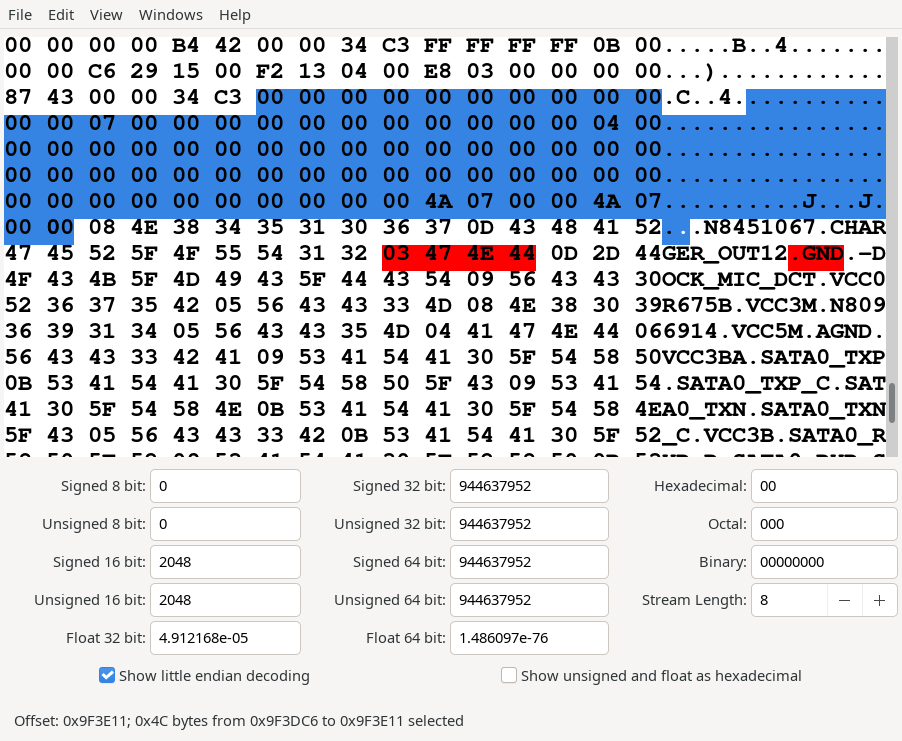 File Edit View Windows Help
00 00 00 00 B4 42 00 00 34 C3 FF FF FF FF 0B 00 .....B..4.......
00 00 C6 29 15 00 F2 13 04 00 E8 03 00 00 00 00 ...)............
87 43 00 00 34 C3 00 00 00 00 00 00 00 00 00 00 .C..4...........
00 00 07 00 00 00 00 00 00 00 00 00 00 00 04 00 ................
00 00 00 00 00 00 00 00 00 00 00 00 00 00 00 00 ................
00 00 00 00 00 00 00 00 00 00 00 00 00 00 00 00 ................
00 00 00 00 00 00 00 00 00 00 4A 07 00 00 4A 07 ..........J...J.
00 00 08 4E 38 34 35 31 30 36 37 0D 43 48 41 52 ...N8451067.CHAR
47 45 52 5F 4F 55 54 31 32 03 47 4E 44 0D 2D 44 GER_OUT12.GND.-D
4F 43 4B 5F 4D 49 43 5F 44 43 54 09 56 43 43 30 OCK_MIC_DCT.VCC0
52 36 37 35 42 05 56 43 43 33 4D 08 4E 38 30 39 R675B.VCC3M.N809
36 39 31 34 05 56 43 43 35 4D 04 41 47 4E 44 06 6914.VCC5M.AGND.
56 43 43 33 42 41 09 53 41 54 41 30 5F 54 58 50 VCC3BA.SATA0_TXP
0B 53 41 54 41 30 5F 54 58 50 5F 43 09 53 41 54 .SATA0_TXP_C.SAT
41 30 5F 54 58 4E 0B 53 41 54 41 30 5F 54 58 4E A0_TXN.SATA0_TXN
5F 43 05 56 43 43 33 42 0B 53 41 54 41 30 5F 52 _C.VCC3B.SATA0_R
Signed 8 bit: 0 Signed 32 bit: 944637952 Hexadecimal: 00
Unsigned 8 bit: 0 Unsigned 32 bit: 944637952 Octal: 000
Signed 16 bit: 2048 Signed 64 bit: 944637952 Binary: 00000000
Unsigned 16 bit: 2048 Unsigned 64 bit: 944637952 Stream Length: 8
Float 32 bit: 4.912168e-05 Float 64 bit: 1.486097e-76
Show little endian decoding Show unsigned and float as hexadecimal
Offset: 0x9F3E11; 0x4C bytes from 0x9F3DC6 to 0x9F3E11 selected